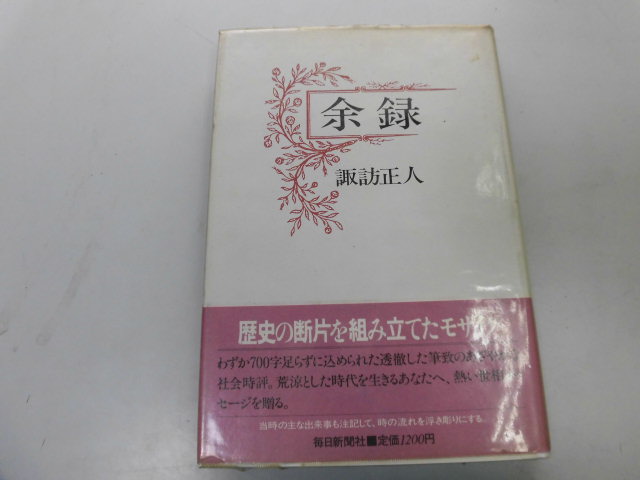 余録
諏訪正人
歴史の断片を組み立てたモザ
わずか700字足らずに込められた透徹した筆致のあざやかな
社会時評。荒涼とした時代を生きるあなたへ、熱い
セージを贈る。
当時の主な出来事も注記して、時の流れを浮き彫りにする
毎日新聞社■定価1200円